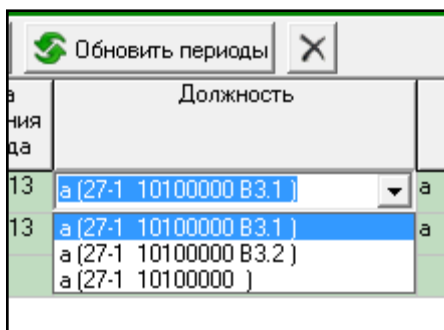 Обновить периоды
Должность
13
а (27-1 10100000 В3.1 )
а
13
а (27-1 10100000 В3.1 )
а
а (27-1 10100000 В3.2 )
а (27-1 10100000 )